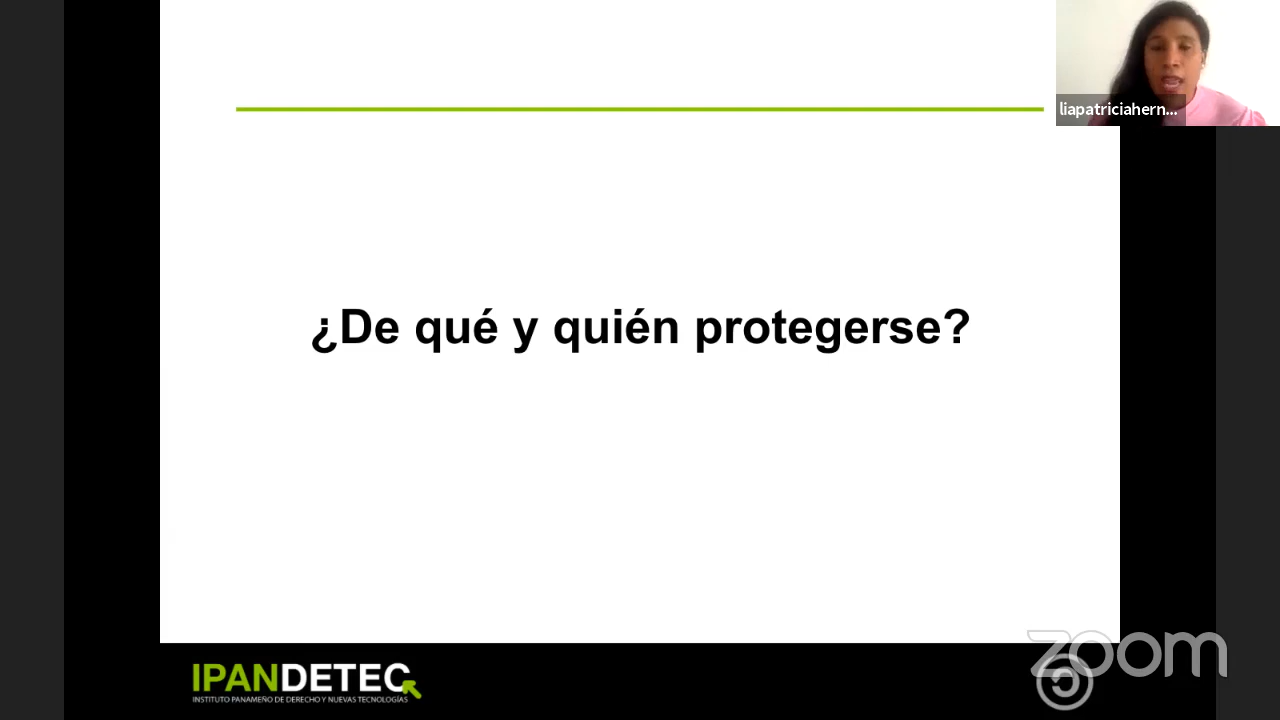 liapatriciahern...
¿De qué y quién protegerse?
IPANDETEC
INSTITUTO PANAMEÑO DE DERECHO Y NUEVAS TECNOLOGÍAS
zoom